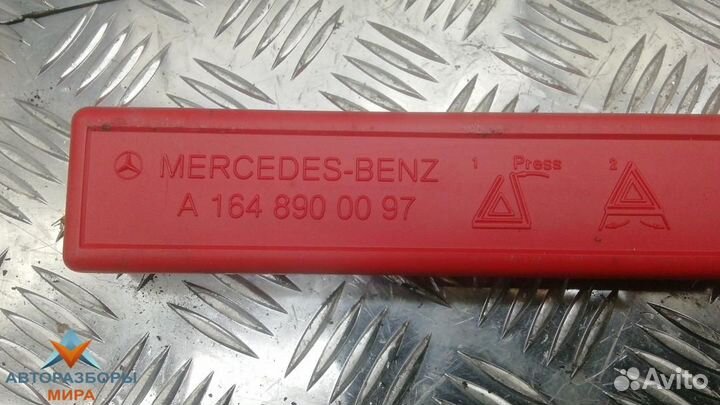 MERCEDES-BENZ
A 164 890 00 97
1 Press 2
АВТОРАЗБОРЫ
МИРА
Avito